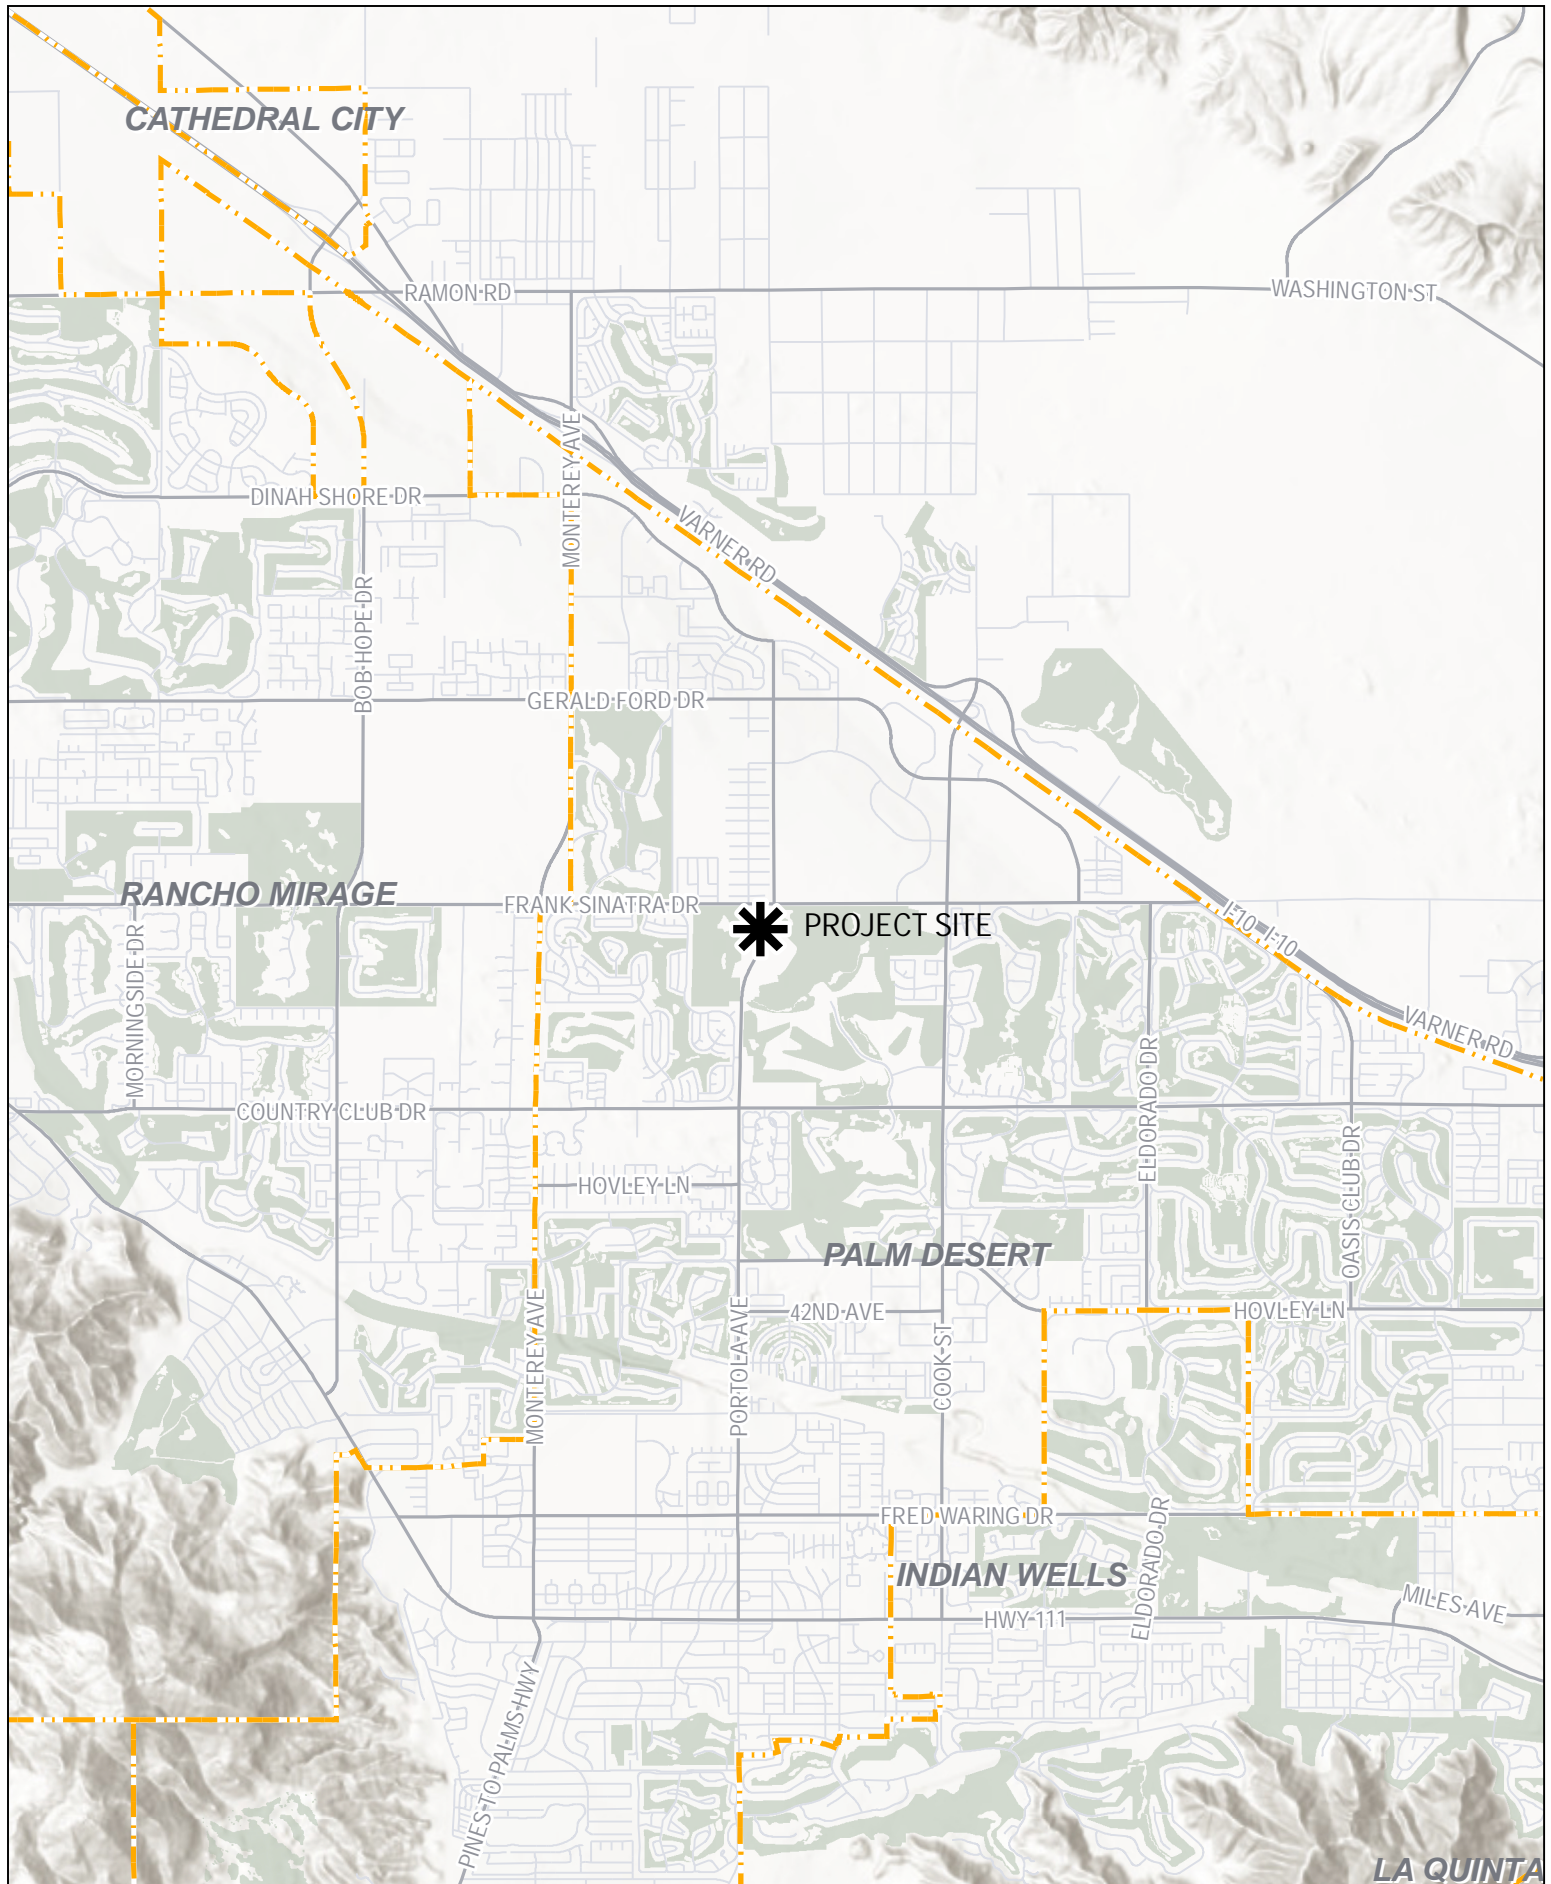 CATHEDRAL CITY
RAMON RD
WASHINGTON ST
MONTEREY AVE
DINAH SHORE DR
VARNER RD
BOB HOPE DR
GERALD FORD DR
RANCHO MIRAGE
FRANK SINATRA DR
PROJECT SITE
I-10 I-10
MORNINGSIDE DR
VARNER RD
ELDORADO DR
COUNTRY CLUB DR
OASIS CLUB DR
HOVLEY LN
PALM DESERT
MONTEREY AVE
PORTOLA AVE
42ND AVE
COOK ST
HOVLEY LN
FRED WARING DR
ELDORADO DR
INDIAN WELLS
HWY 111
MILES AVE
PINES TO PALMS HWY
LA QUINTA